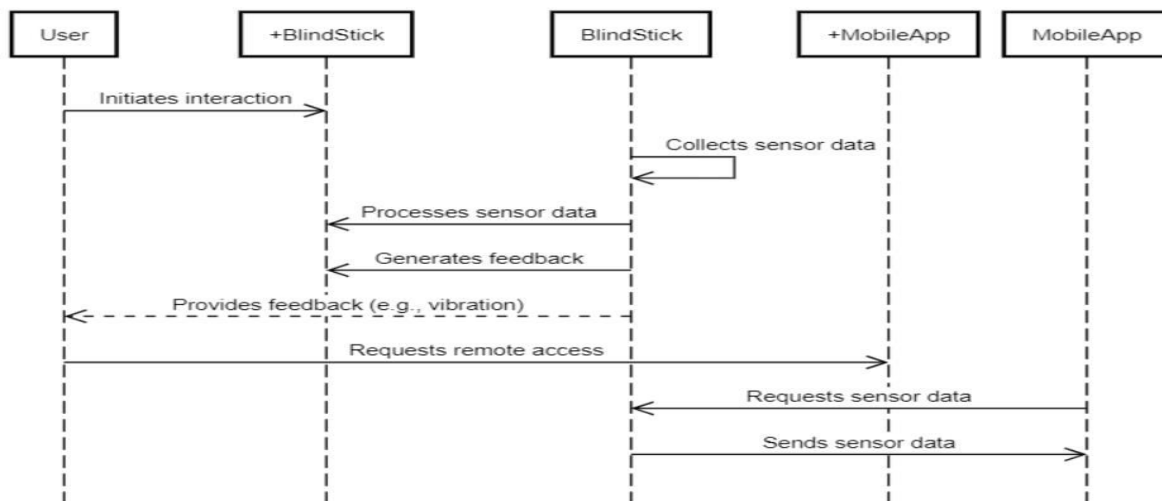 User
+BlindStick
BlindStick
+MobileApp
MobileApp
Initiates interaction
Collects sensor data
Processes sensor data
Generates feedback
Provides feedback (e.g., vibration)
Requests remote access
Requests sensor data
Sends sensor data